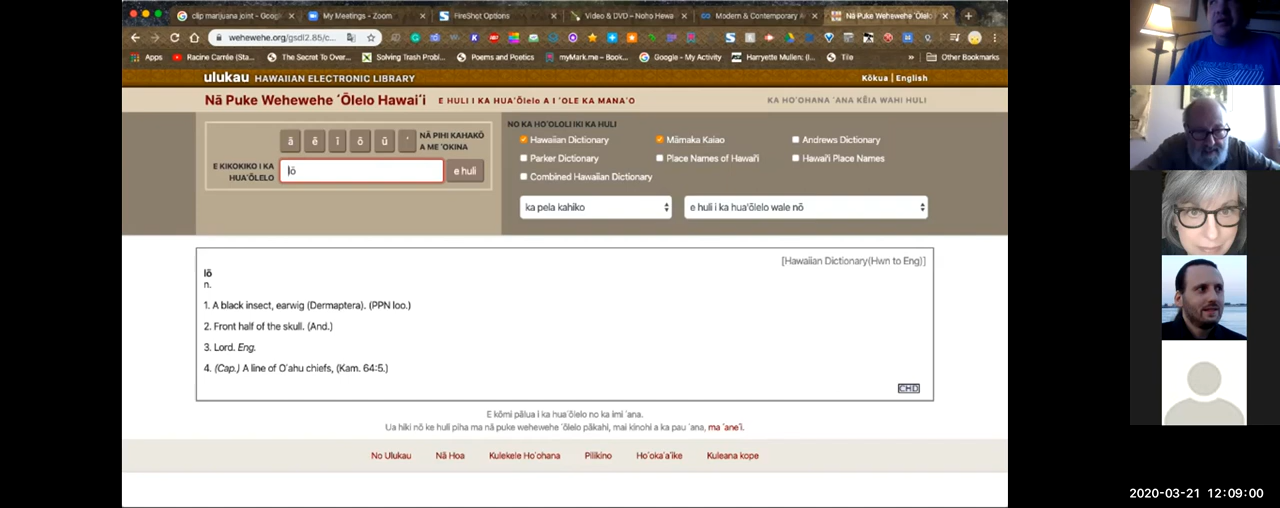 clip marijuana joint - Goog
My Meetings - Zoom
FireShot Options
Video & DVD – Noho Hewa
Modern & Contemporary A
Nā Puke Wehewehe ʻŌlelo
wehewehe.org/gsdl2.85/c...
Apps
Racine Carrée (Sta...
The Secret To Over...
Solving Trash Probl...
Poems and Poetics
myMark.me – Book...
Google - My Activity
Harryette Mullen: (l...
Tile
»
Other Bookmarks
ulukau HAWAIIAN ELECTRONIC LIBRARY
Kōkua | English
Nā Puke Wehewehe ʻŌlelo Hawaiʻi
E HULI I KA HUAʻŌlelo A I ʻOLE KA MANAʻO
KA HOʻOHANA ʻANA KĒIA WAHI HULI
NO KA HOʻOLOLI IKI KA HULI
ā ē ī ō ū ʻ
NĀ PIHI KAHAKŌ
A ME ʻOKINA
E KIKOKIKO I KA
HUAʻŌLELO
lō
e huli
Hawaiian Dictionary
Māmaka Kaiao
Andrews Dictionary
Parker Dictionary
Place Names of Hawaiʻi
Hawaiʻi Place Names
Combined Hawaiian Dictionary
ka pela kahiko
e huli i ka huaʻōlelo wale nō
[Hawaiian Dictionary(Hwn to Eng)]
lō
n.
1. A black insect, earwig (Dermaptera). (PPN loo.)
2. Front half of the skull. (And.)
3. Lord. Eng.
4. (Cap.) A line of Oʻahu chiefs, (Kam. 64:5.)
CHD
E kōmi pālua i ka huaʻōlelo no ka imi ʻana.
Ua hiki nō ke huli piha ma nā puke wehewehe ʻōlelo pākahi, mai kinohi a ka pau ʻana, ma ʻaneʻi.
No Ulukau
Nā Hoa
Kulekele Hoʻohana
Pilikino
Hoʻokaʻaʻike
Kuleana kope
2020-03-21 12:09:00